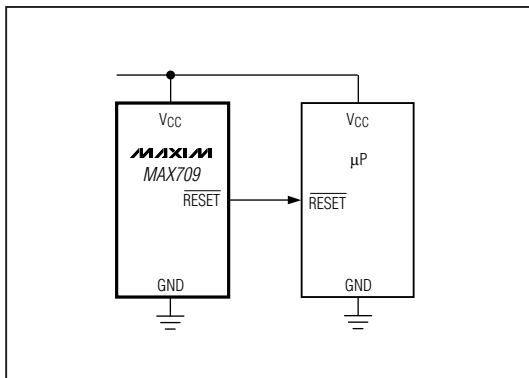 VCC
MAXIM
MAX709
RESET
GND
VCC
μP
RESET
GND